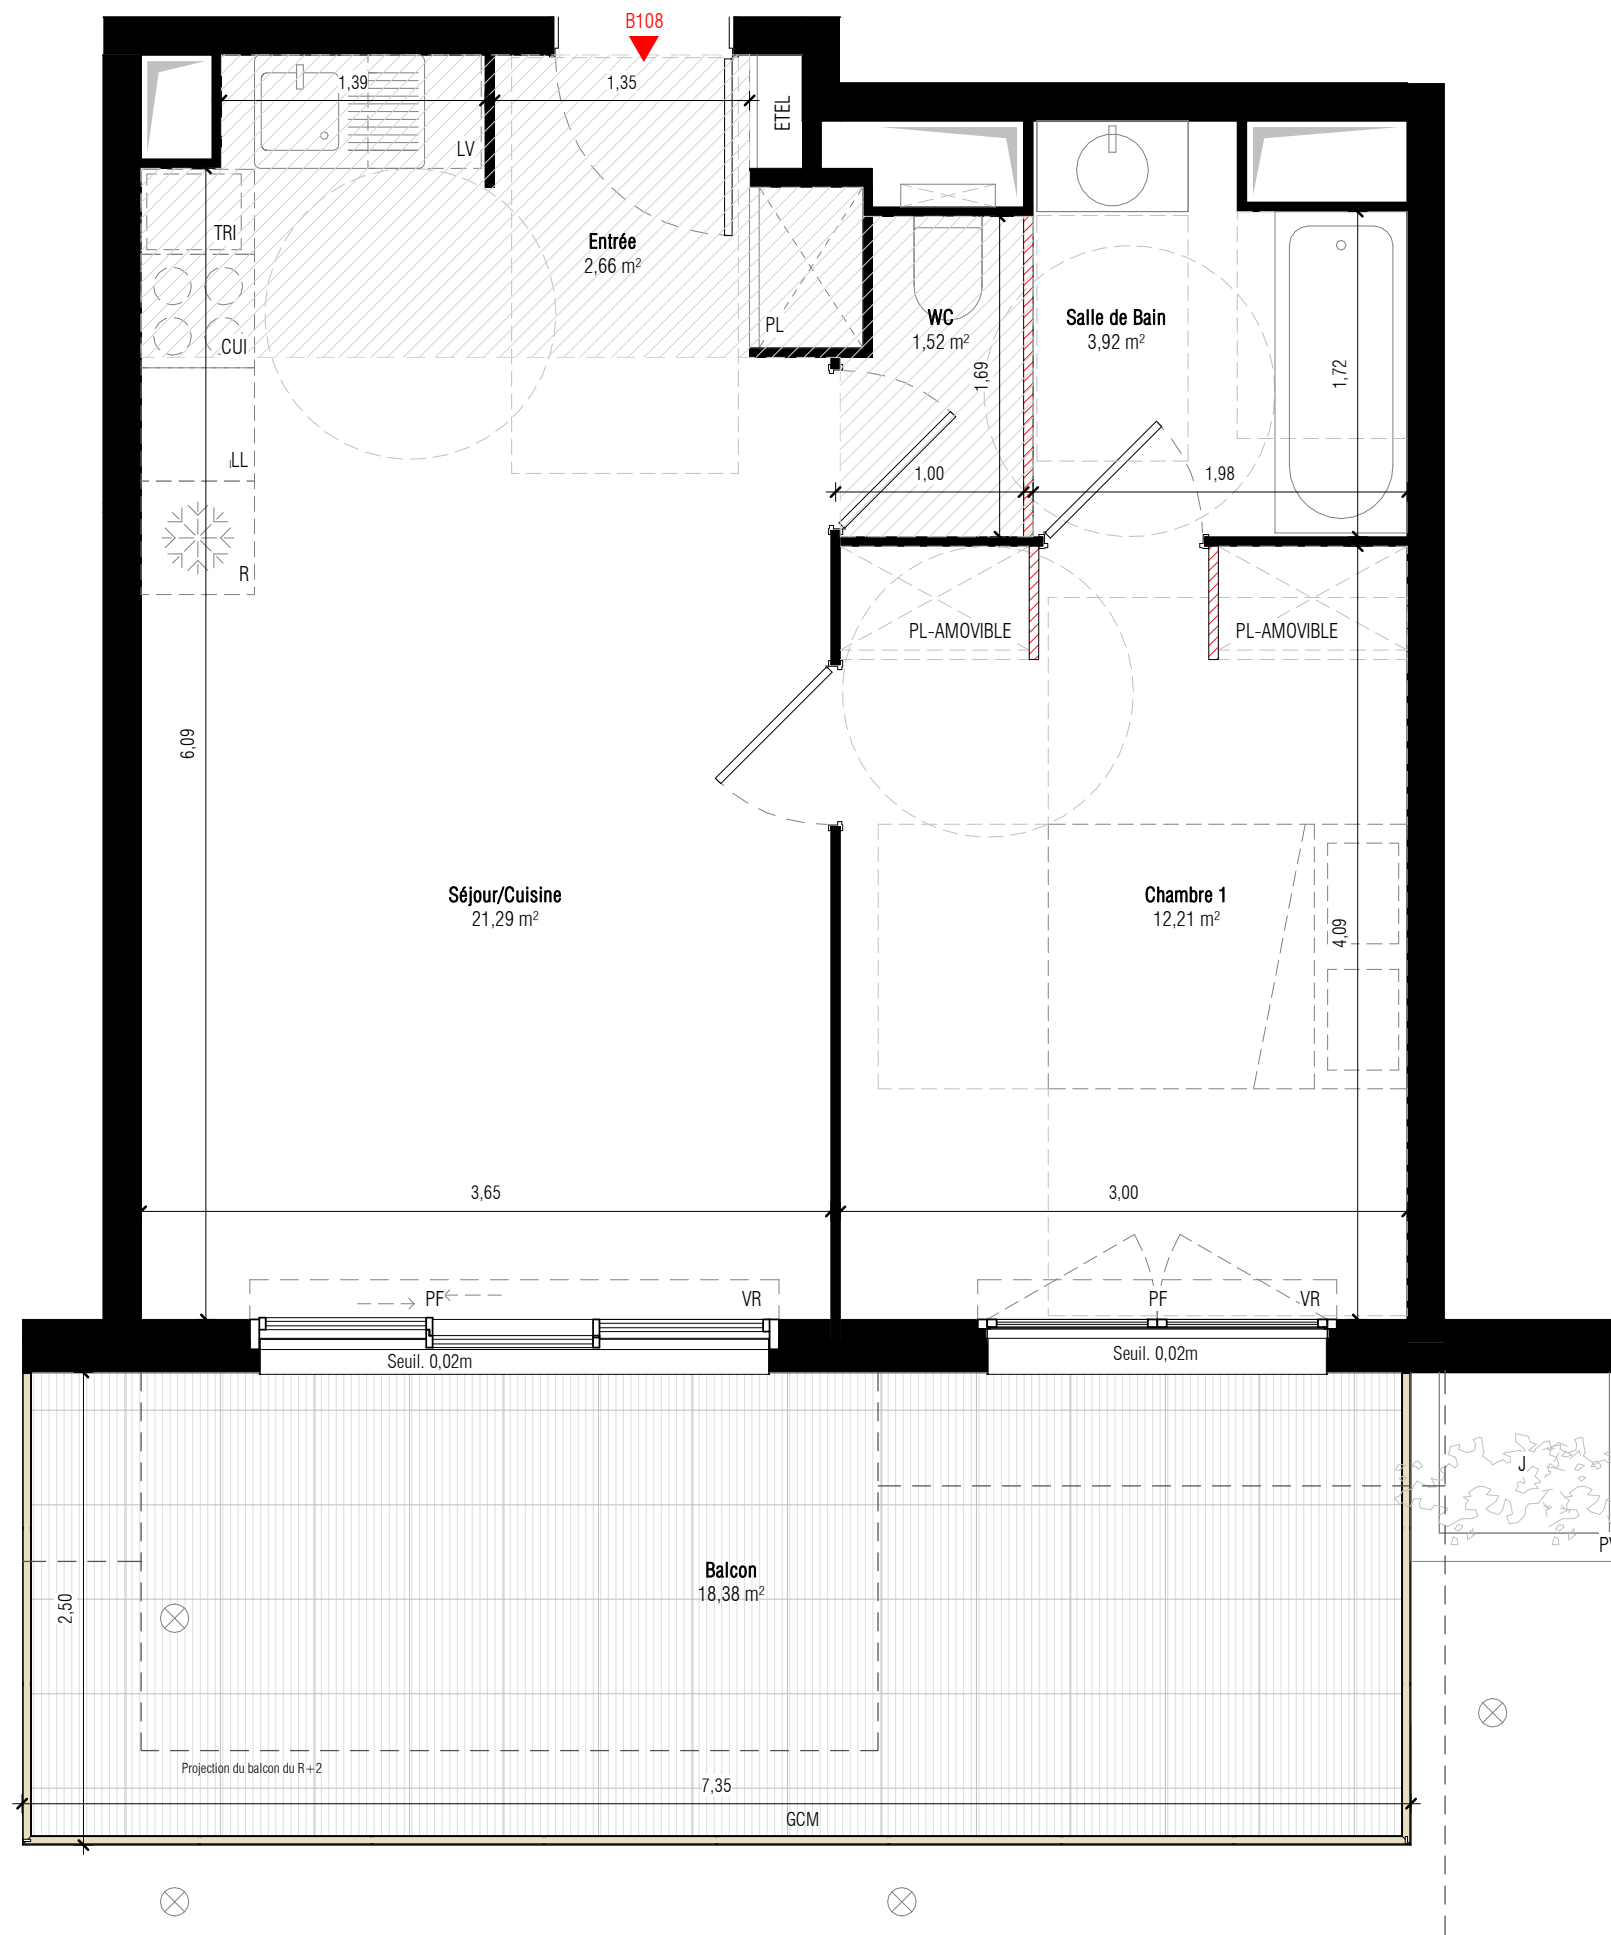 B108
1,39
1,35
ETEL
LV
TRI
Entrée
2,66 m²
PL
WC
1,52 m²
Salle de Bain
3,92 m²
CUI
1,69
1,72
LL
1,00
1,98
R
PL-AMOVIBLE
PL-AMOVIBLE
6,09
Séjour/Cuisine
21,29 m²
Chambre 1
12,21 m²
4,09
3,65
3,00
PF
VR
PF
VR
Seuil. 0,02m
Seuil. 0,02m
J
Balcon
18,38 m²
2,50
Projection du balcon du R+2
7,35
GCM